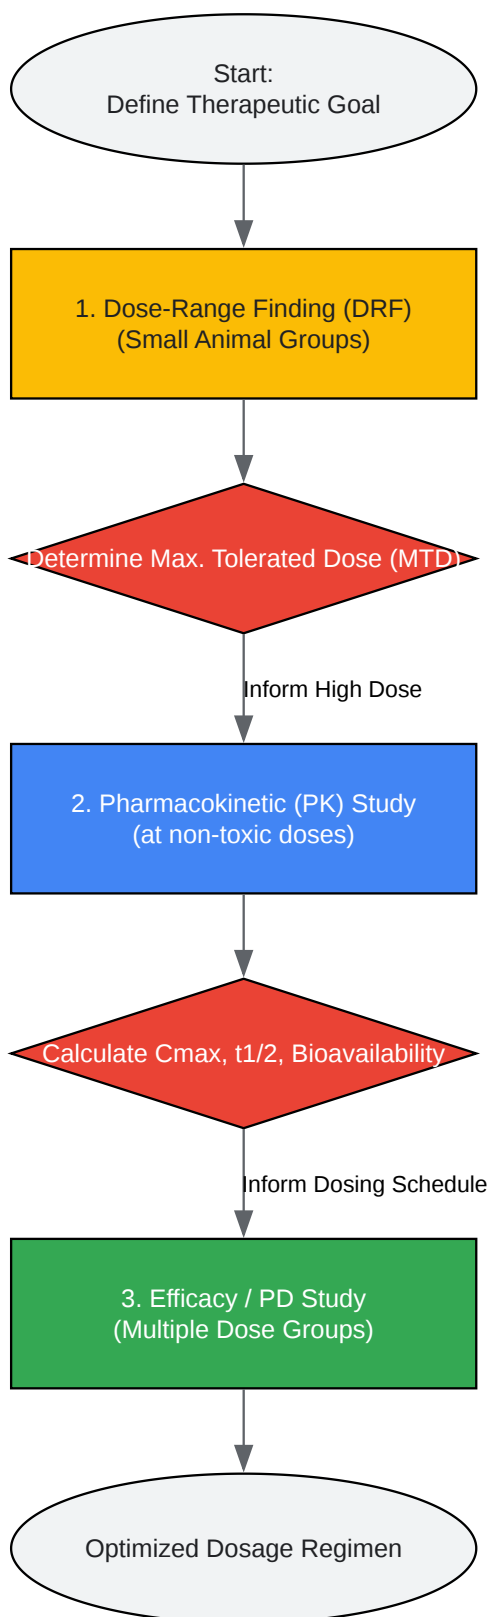 Start:
Define Therapeutic Goal
1. Dose-Range Finding (DRF)
(Small Animal Groups)
Determine Max. Tolerated Dose (MTD)
Inform High Dose
2. Pharmacokinetic (PK) Study
(at non-toxic doses)
Calculate Cmax, t1/2, Bioavailability
Inform Dosing Schedule
3. Efficacy / PD Study
(Multiple Dose Groups)
Optimized Dosage Regimen